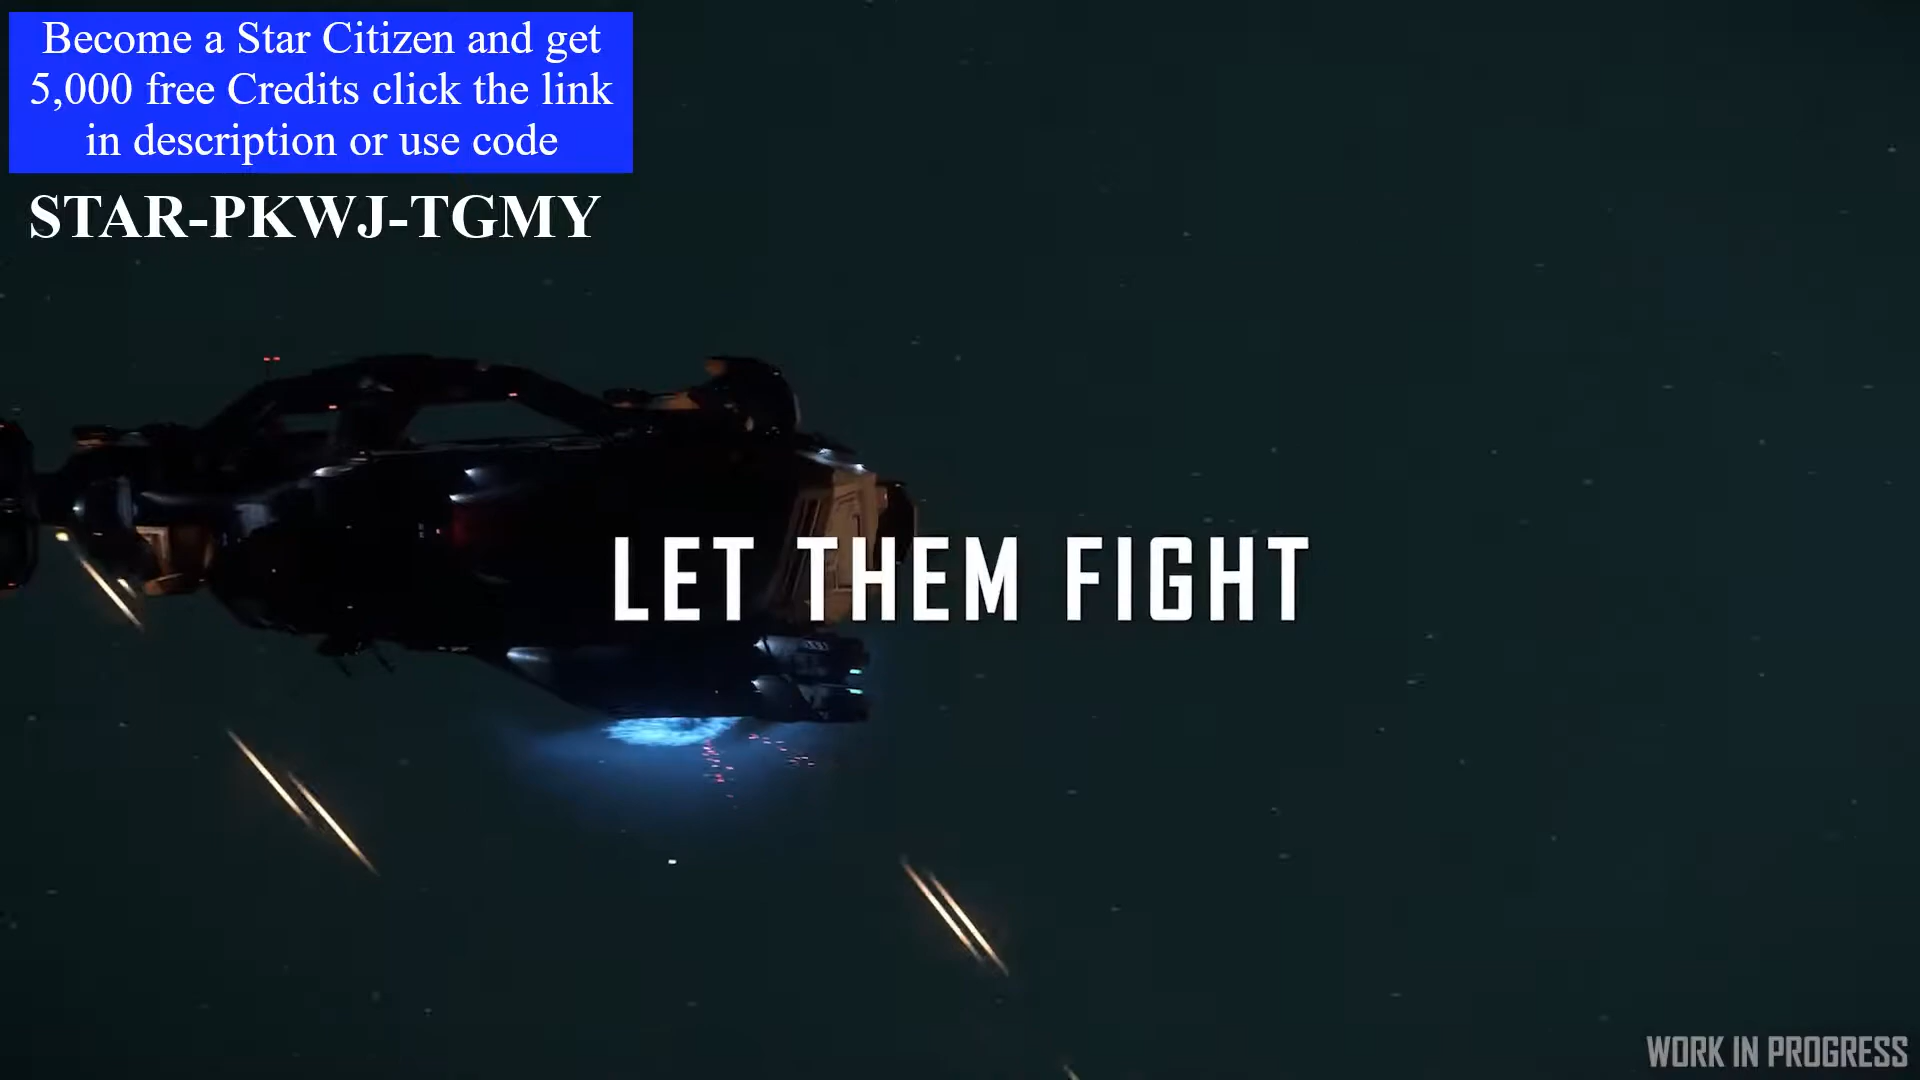 Become a Star Citizen and get
5,000 free Credits click the link
in description or use code
STAR-PKWJ-TGMY
LET THEM FIGHT
WORK IN PROGRESS